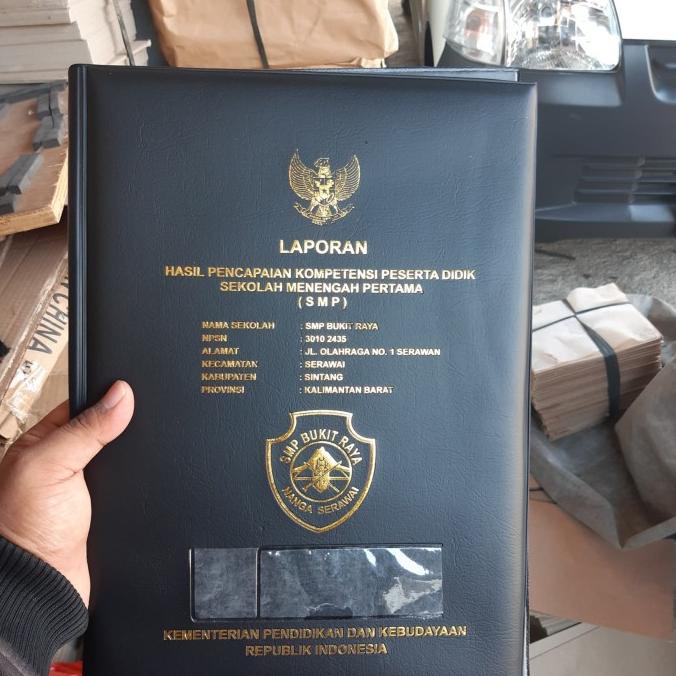 LAPORAN
HASIL PENCAPAIAN KOMPETENSI PESERTA DIDIK
SEKOLAH MENENGAH PERTAMA
( S M P )
NAMA SEKOLAH : SMP BUKIT RAYA
NPSN : 3010 2435
ALAMAT : JL. OLAHRAGA NO. 1 SERAWAN
KECAMATAN : SERAWAI
KABUPATEN : SINTANG
PROVINSI : KALIMANTAN BARAT
SMP BUKIT RAYA
NANGA SERAWAI
KEMENTERIAN PENDIDIKAN DAN KEBUDAYAAN
REPUBLIK INDONESIA
CHINA